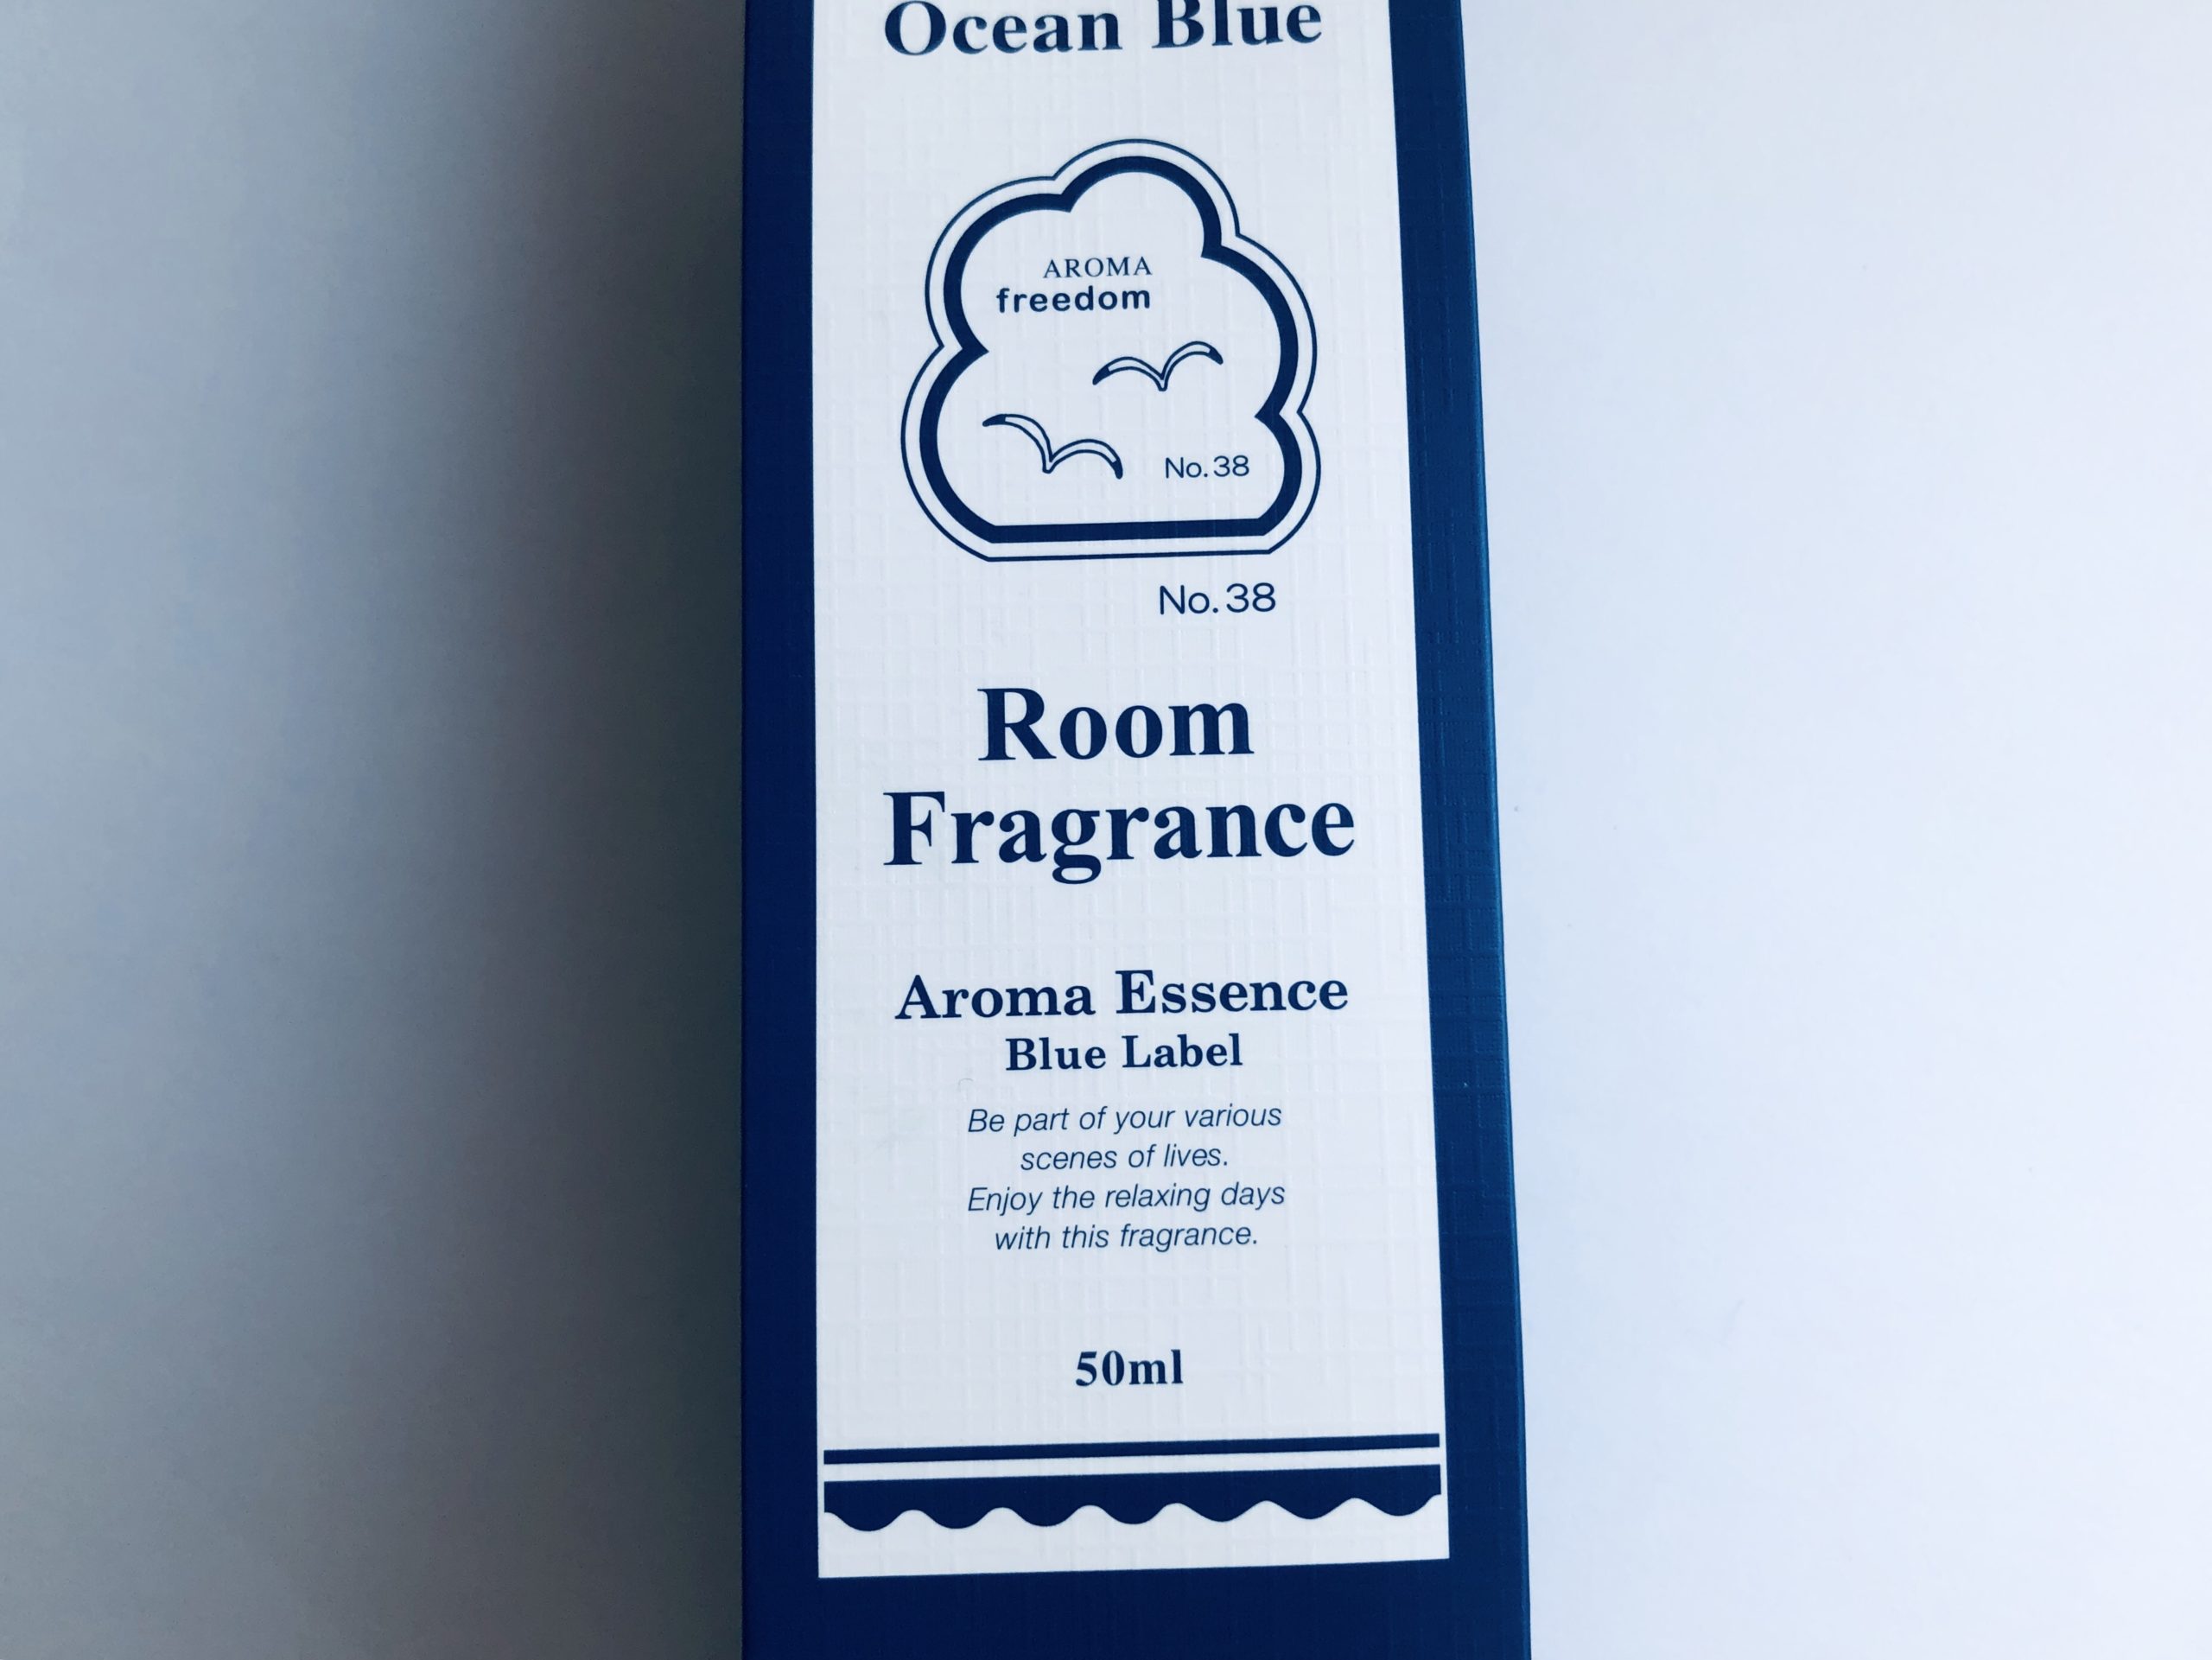 Ocean Blue
AROMA
freedom
No.38
No.38
Room
Fragrance
Aroma Essence
Blue Label
Be part of your various
scenes of lives.
Enjoy the relaxing days
with this fragrance.
50ml